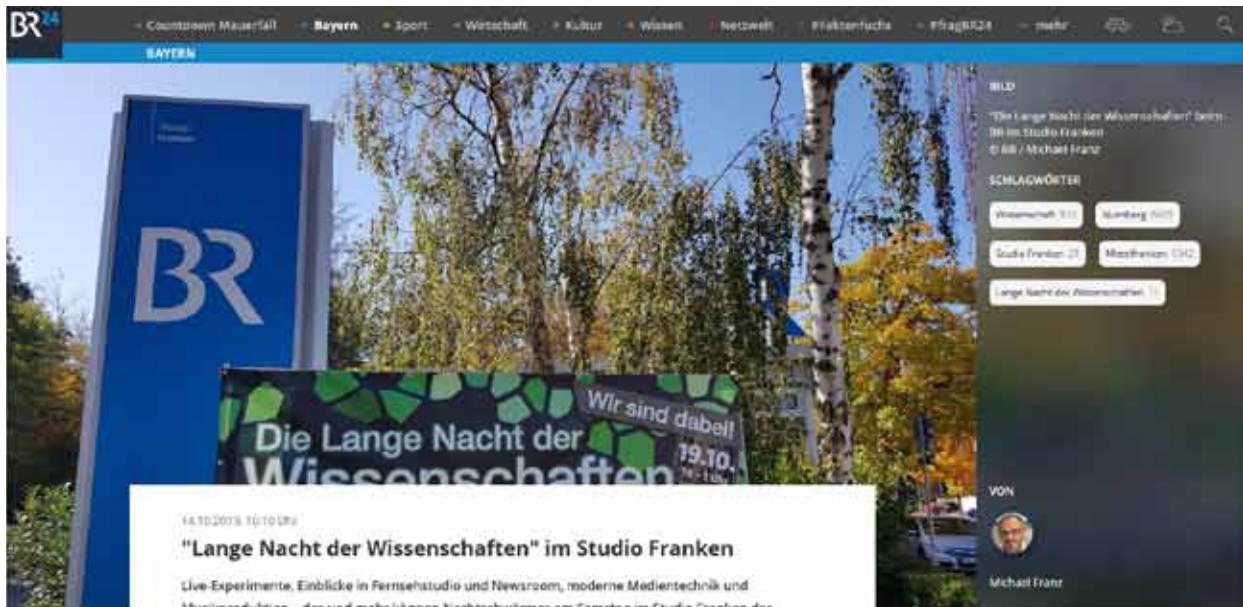 BR24
Countdown Mauerfall Bayern Sport Wirtschaft Kultur Wissen Netzwelt #Faktenfuchs #fragBR24 mehr
BAYERN
BR
Die Lange Nacht der
Wissenschaften
Wir sind dabei!
19.10.
BILD
"Die Lange Nacht der Wissenschaften" beim
BR im Studio Franken
© BR / Michael Franz
SCHLAGWÖRTER
Wissenschaft
Nürnberg
Studio Franken
Mittelfranken
Lange Nacht der Wissenschaften
VON
Michael Franz
14.10.2019, 16:10 Uhr
"Lange Nacht der Wissenschaften" im Studio Franken
Live-Experimente, Einblicke in Fernsehstudio und Newsroom, moderne Medientechnik und